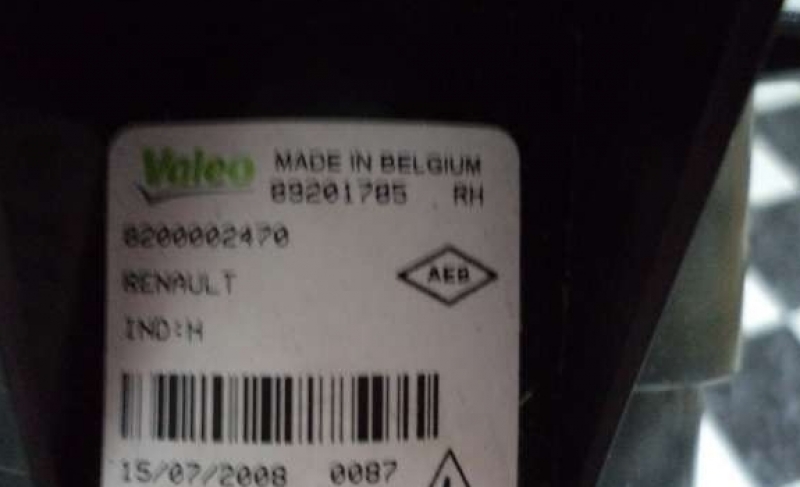 Valeo MADE IN BELGIUM
89201785 RH
8200002470
RENAULT
AEB
IND:H
15/07/2008 0087